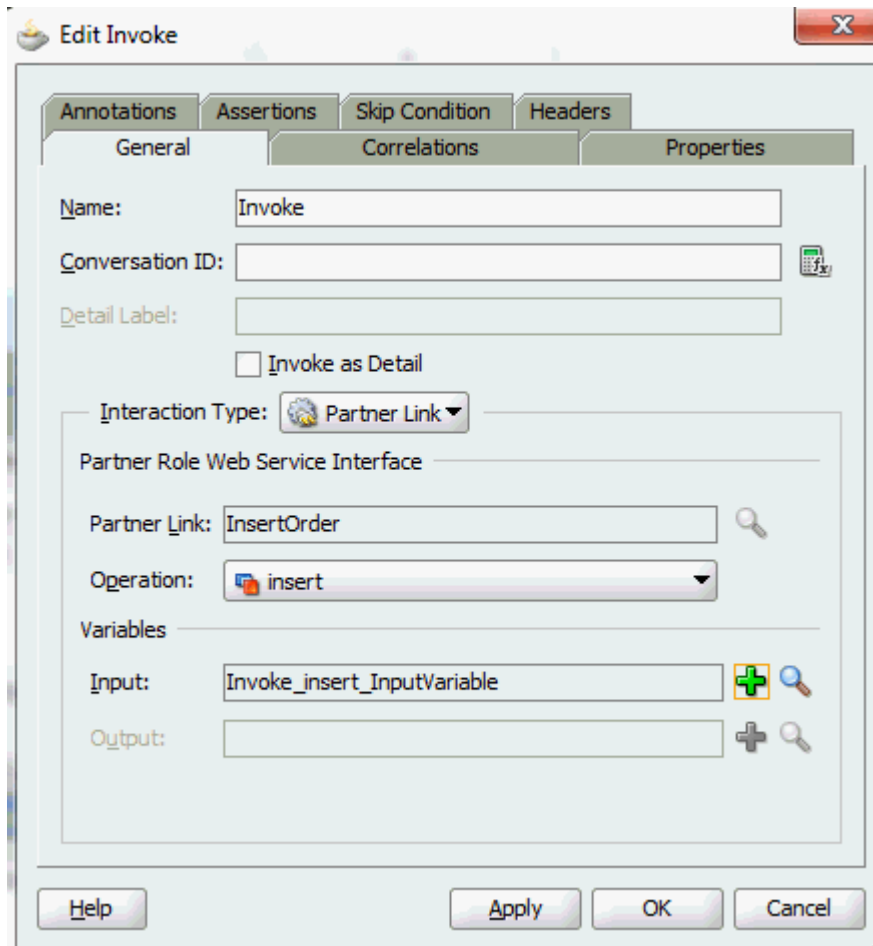 Edit Invoke
Annotations Assertions Skip Condition Headers
General Correlations Properties
Name: Invoke
Conversation ID:
Detail Label:
Invoke as Detail
Interaction Type: Partner Link
Partner Role Web Service Interface
Partner Link: InsertOrder
Operation: insert
Variables
Input: Invoke_insert_InputVariable
Output:
Help Apply OK Cancel